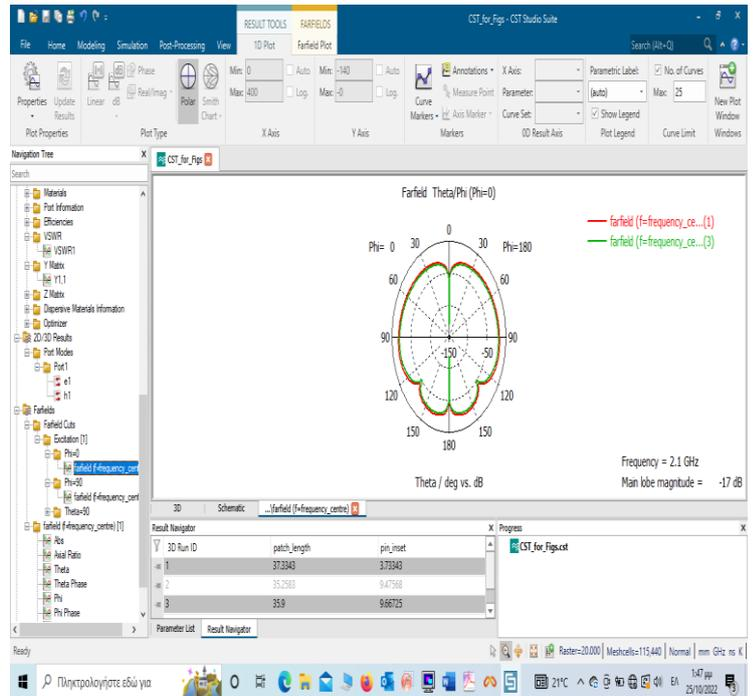 RESULT TOOLS FARFIELDS CST_for_Figs - CST Studio Suite
File Home Modeling Simulation Post-Processing View 1D Plot Farfield Plot Search (Alt+Q)
Properties Update Results Linear dB Phase Real/Imag Polar Smith Chart
Min: 0 Auto Min: -140 Auto
Max: 400 Log. Max: -0 Log.
Curve Markers Annotations Measure Point Axis Marker
X Axis: Parameter: Curve Set:
Parametric Label: (auto) Show Legend
No. of Curves Max: 25
New Plot Window
Plot Properties Plot Type X Axis Y Axis Markers 0D Result Axis Plot Legend Curve Limit Windows
Navigation Tree X
Search
Materials
Port Information
Efficiencies
VSWR
VSWR1
Y Matrix
Y1,1
Z Matrix
Dispersive Materials Information
Optimizer
2D/3D Results
Port Modes
Port1
e1
h1
Farfields
Farfield Cuts
Excitation [1]
Phi=0
farfield (f=frequency_cent
Phi=90
farfield (f=frequency_cent
Theta=90
farfield (f=frequency_centre) [1]
Abs
Axial Ratio
Theta
Theta Phase
Phi
Phi Phase
CST_for_Figs
Farfield Theta/Phi (Phi=0)
farfield (f=frequency_ce...(1)
farfield (f=frequency_ce...(3)
Phi= 0 30 0 30 Phi=180
60 60
90 -150 -50 90
120 120
150 150
180
Theta / deg vs. dB
Frequency = 2.1 GHz
Main lobe magnitude = -17 dB
3D Schematic ...\farfield (f=frequency_centre)
Result Navigator X
3D Run ID patch_length pin_inset
1 37.3343 3.73343
2 35.2583 9.47568
3 35.9 9.66725
Parameter List Result Navigator
Progress X
CST_for_Figs.cst
Ready Raster=20.000 Meshcells=115,440 Normal mm GHz ns K
Πληκτρολογήστε εδώ για 21°C ΕΛ 1:47 μμ
25/10/2022